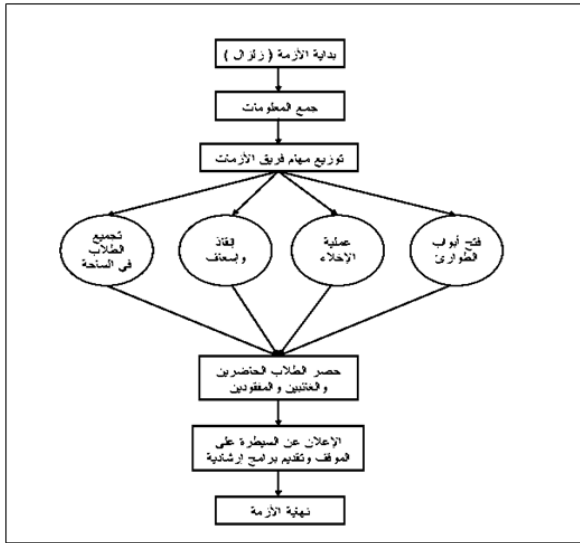 بداية الأزمة ( زلزال )
جمع المعلومات
توزيع مهام فريق الأزمات
فتح أبواب
الطوارئ
عملية
الإخلاء
إنقاذ
وإسعاف
تجميع
الطلاب
في الساحة
حصر الطلاب الحاضرين
والغائبين والمفقودين
الإعلان عن السيطرة على
الموقف وتقديم برامج إرشادية
نهاية الأزمة